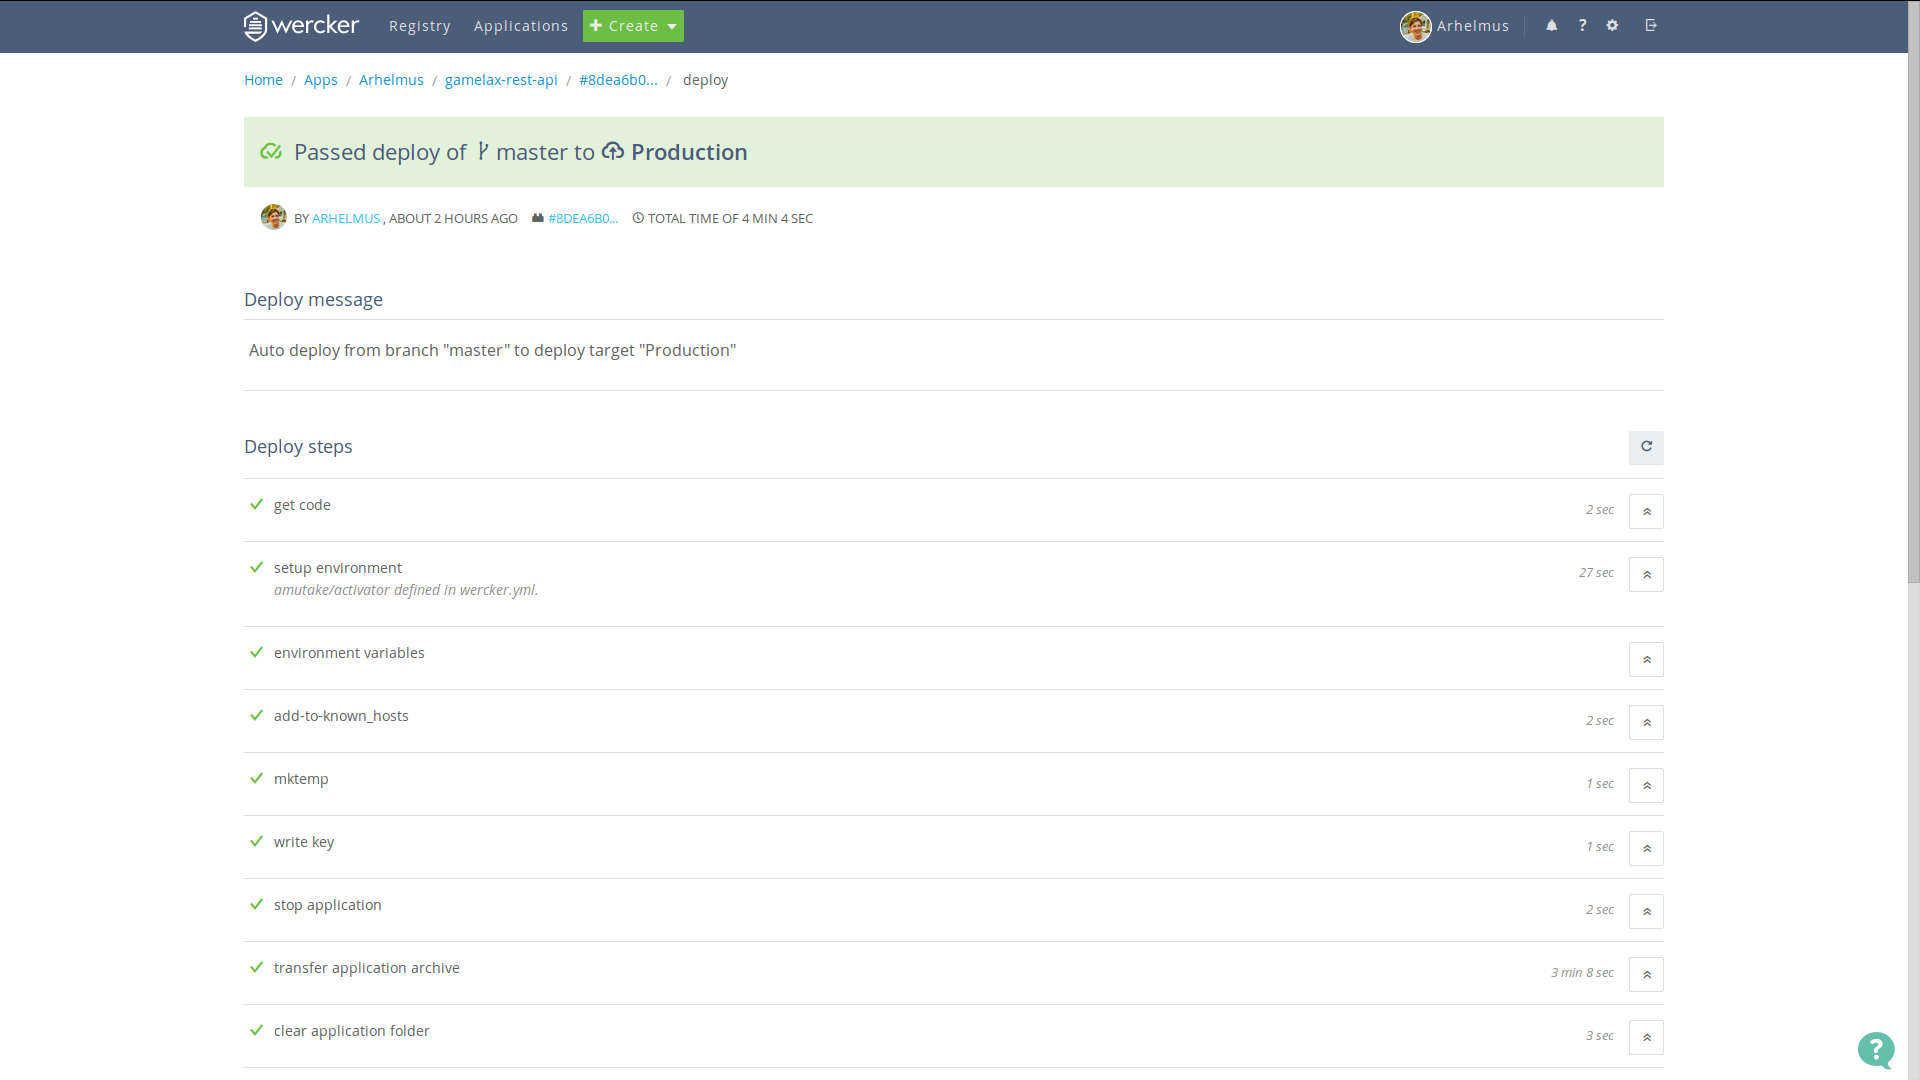 wercker Registry Applications + Create Arhelmus ?
Home / Apps / Arhelmus / gamelax-rest-api / #8dea6b0... / deploy
Passed deploy of master to Production
BY ARHELMUS , ABOUT 2 HOURS AGO #8DEA6B0... TOTAL TIME OF 4 MIN 4 SEC
Deploy message
Auto deploy from branch "master" to deploy target "Production"
Deploy steps
get code 2 sec
setup environment 27 sec
amutake/activator defined in wercker.yml.
environment variables
add-to-known_hosts 2 sec
mktemp 1 sec
write key 1 sec
stop application 2 sec
transfer application archive 3 min 8 sec
clear application folder 3 sec
?